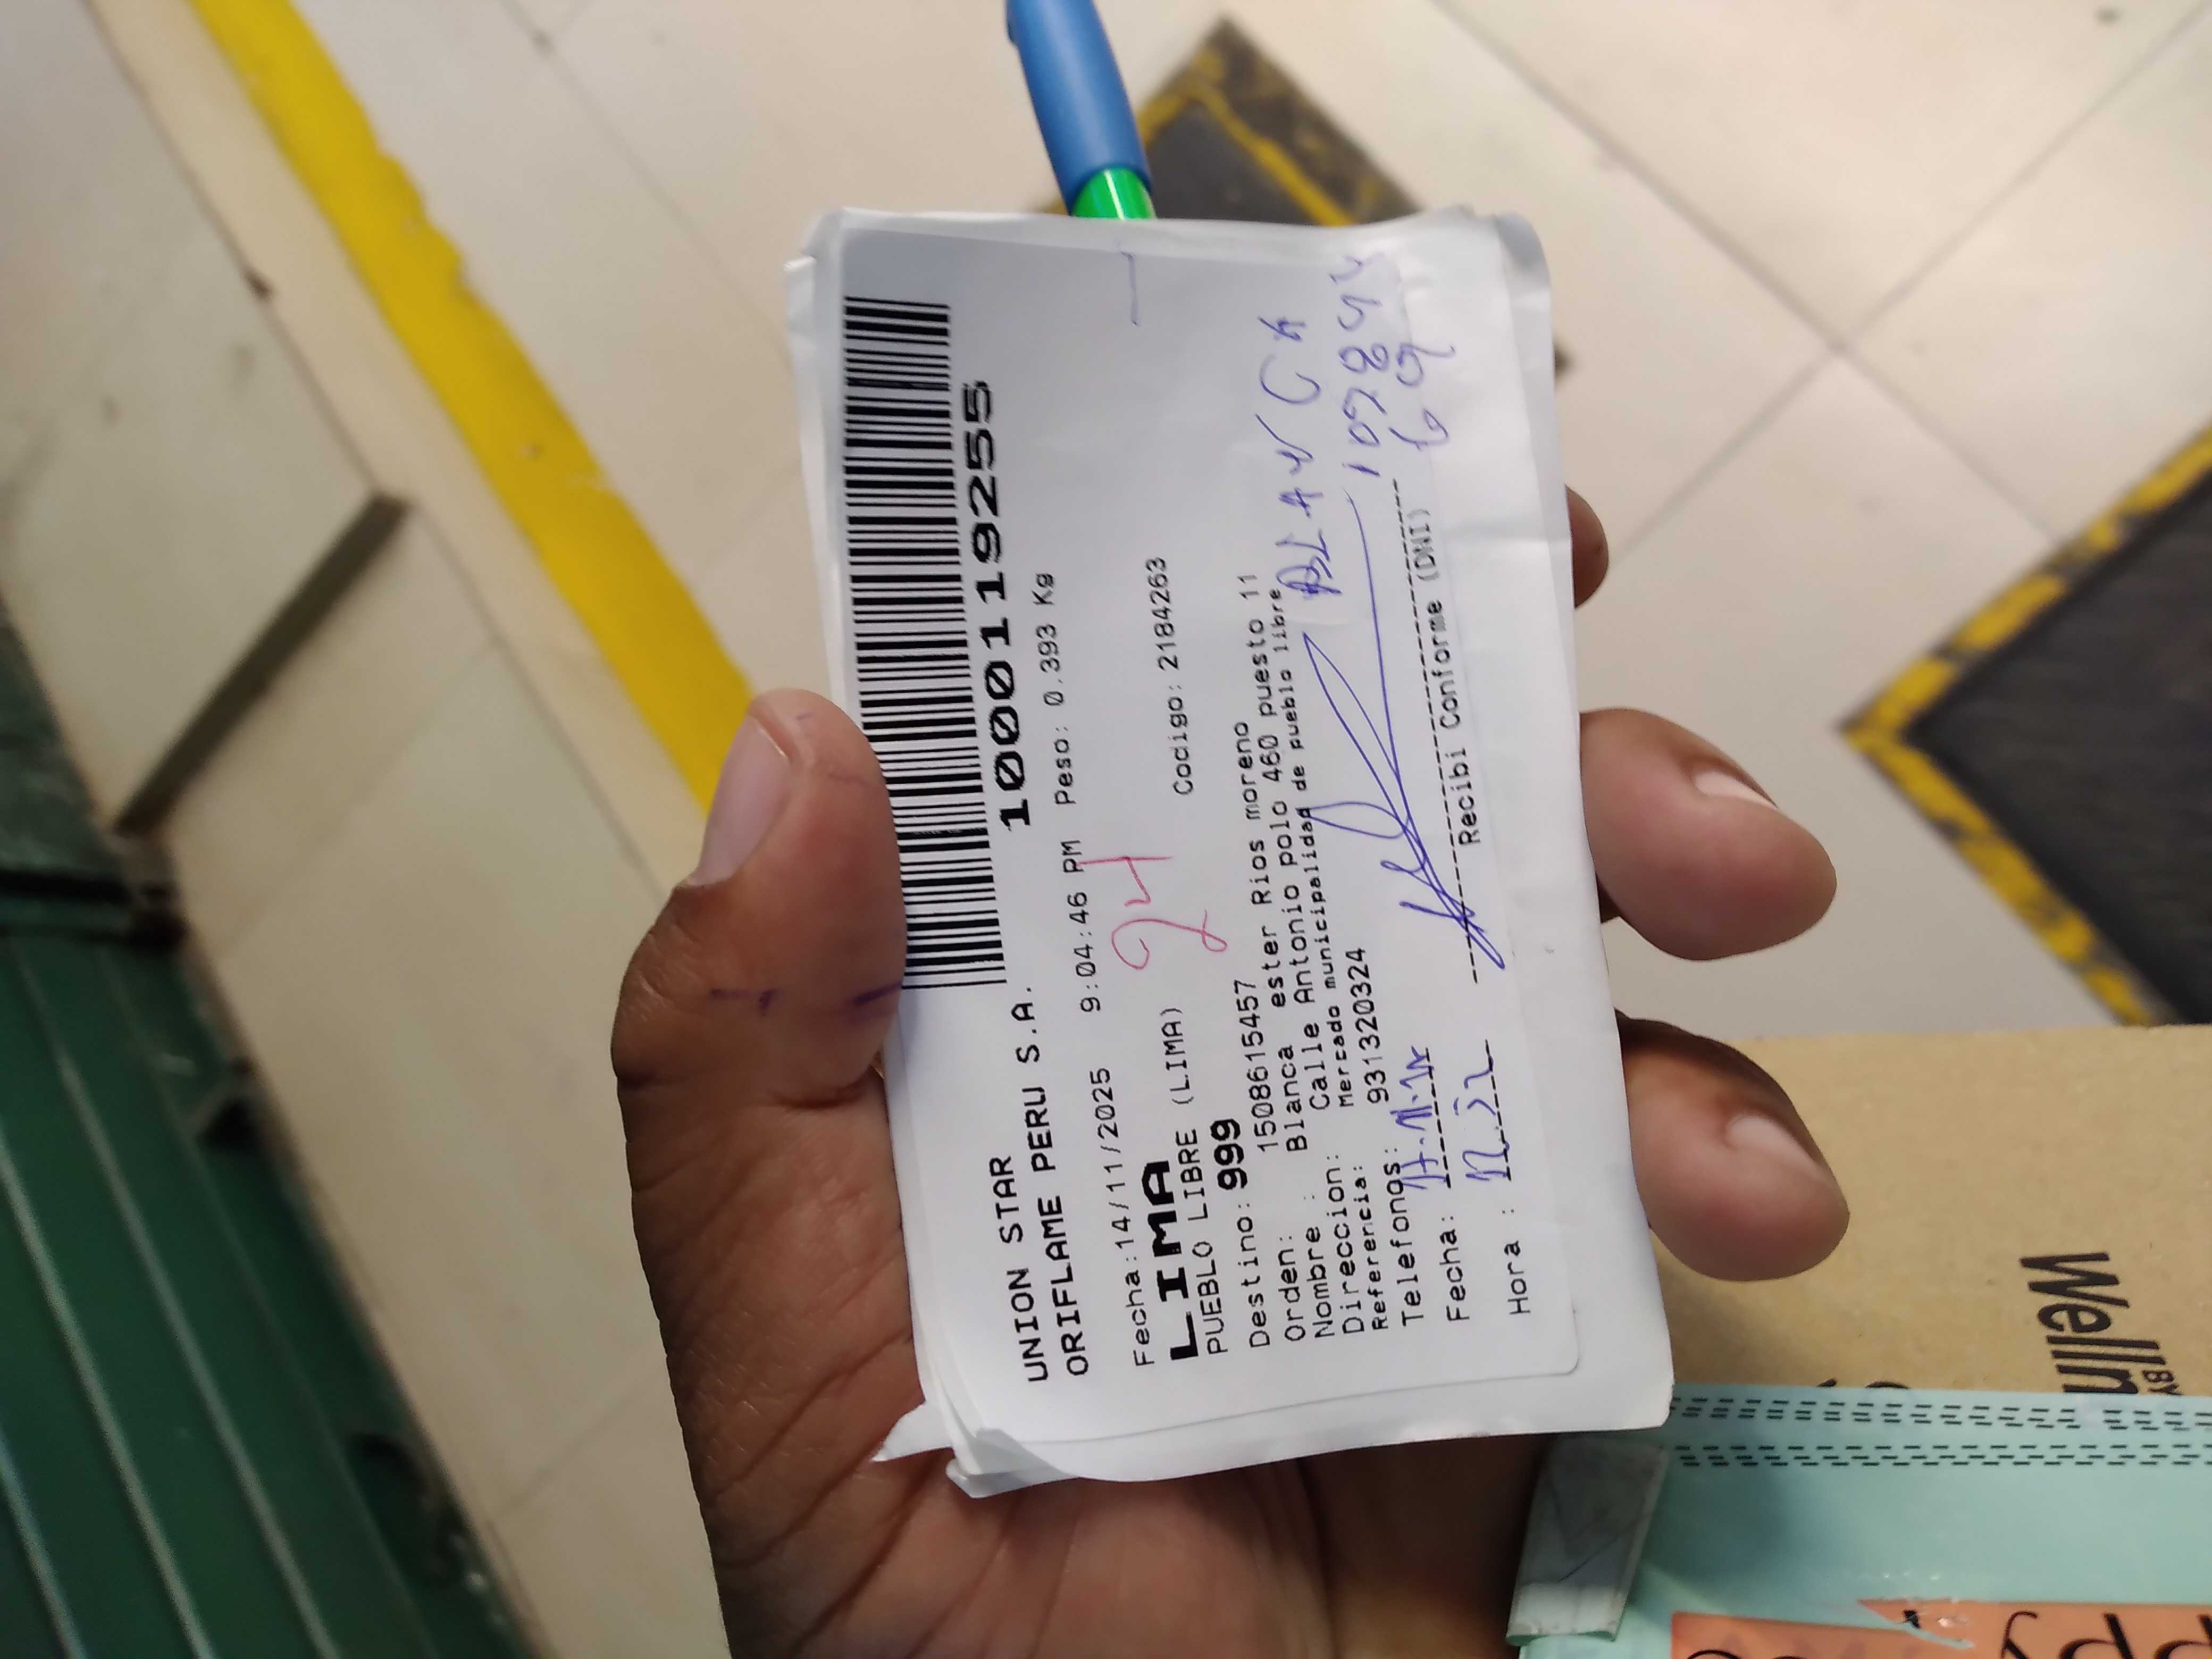 1000119255
UNION STAR
ORIFLAME PERU S.A.
Fecha:14/11/2025 9:04:46 PM Peso: 0.393 Kg
LIMA 24
PUEBLO LIBRE (LIMA) Codigo: 2184263
Destino: 999
Orden: 1508615457
Nombre : Blanca ester Rios moreno
Direccion: Calle Antonio polo 460 puesto 11
Referencia: Mercado municipalidad de pueblo libre
Telefonos: 931320324
BLANCA
Fecha:
Hora :
Recibi Conforme (DNI)
Wellin
BY